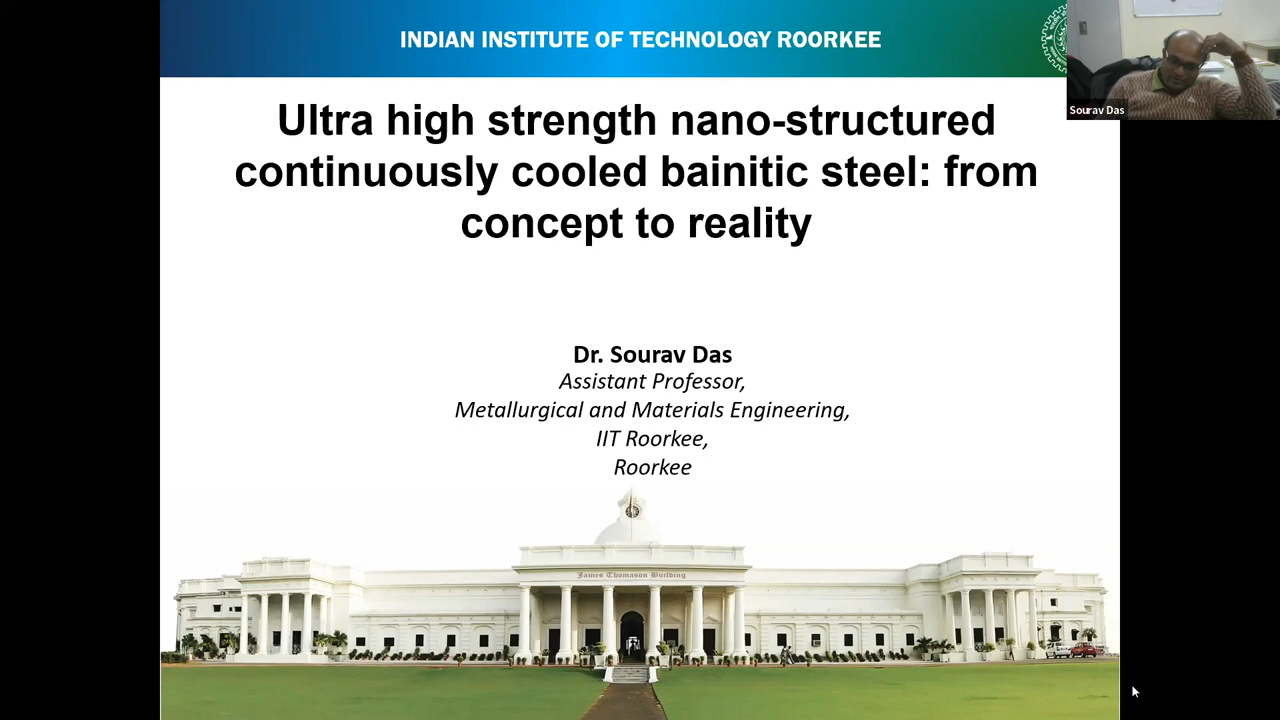 INDIAN INSTITUTE OF TECHNOLOGY ROORKEE
Sourav Das
Ultra high strength nano-structured
continuously cooled bainitic steel: from
concept to reality
Dr. Sourav Das
Assistant Professor,
Metallurgical and Materials Engineering,
IIT Roorkee,
Roorkee
James Thomason Building